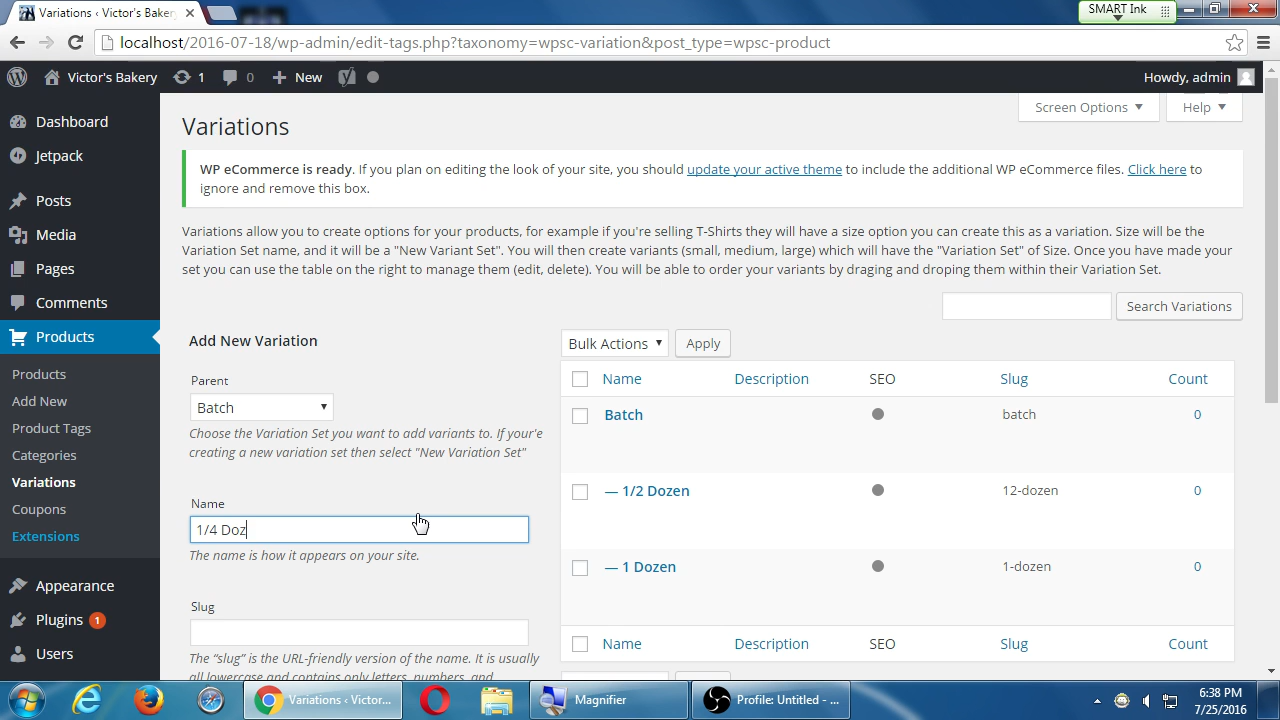 Variations ‹ Victor's Baker
SMART Ink
localhost/2016-07-18/wp-admin/edit-tags.php?taxonomy=wpsc-variation&post_type=wpsc-product
Victor's Bakery 1 0 New Howdy, admin
Dashboard
Jetpack
Posts
Media
Pages
Comments
Products
Products
Add New
Product Tags
Categories
Variations
Coupons
Extensions
Appearance
Plugins 1
Users
Screen Options Help
Variations
WP eCommerce is ready. If you plan on editing the look of your site, you should update your active theme to include the additional WP eCommerce files. Click here to
ignore and remove this box.
Variations allow you to create options for your products, for example if you're selling T-Shirts they will have a size option you can create this as a variation. Size will be the
Variation Set name, and it will be a "New Variant Set". You will then create variants (small, medium, large) which will have the "Variation Set" of Size. Once you have made your
set you can use the table on the right to manage them (edit, delete). You will be able to order your variants by draging and droping them within their Variation Set.
Search Variations
Add New Variation
Parent
Batch
Choose the Variation Set you want to add variants to. If your'e
creating a new variation set then select "New Variation Set"
Name
1/4 Doz
The name is how it appears on your site.
Slug
The “slug” is the URL-friendly version of the name. It is usually
all lowercase and contains only letters, numbers, and
Bulk Actions Apply
Name Description SEO Slug Count
Batch batch 0
— 1/2 Dozen 12-dozen 0
— 1 Dozen 1-dozen 0
Name Description SEO Slug Count
Variations ‹ Victor...
Magnifier
Profile: Untitled - ...
6:38 PM
7/25/2016